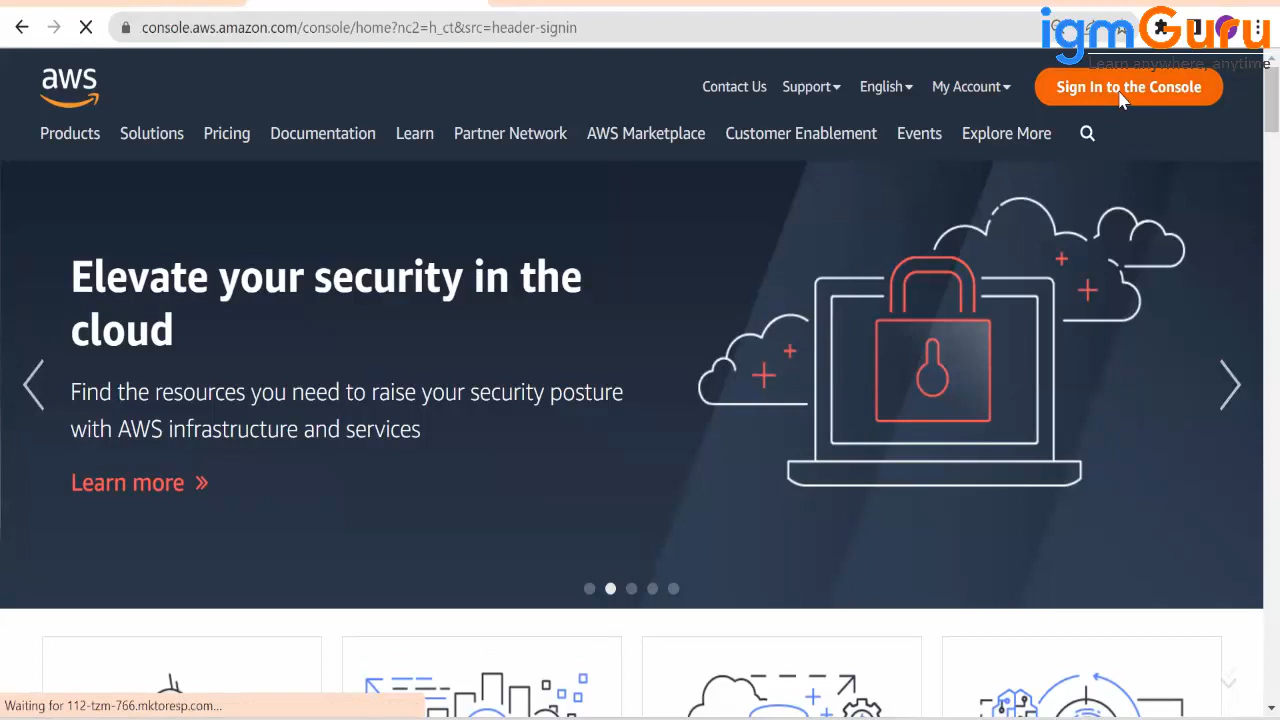 console.aws.amazon.com/console/home?nc2=h_ct&src=header-signin
igmGuru
Learn anywhere, anytime
aws
Contact Us Support English My Account Sign In to the Console
Products Solutions Pricing Documentation Learn Partner Network AWS Marketplace Customer Enablement Events Explore More
Elevate your security in the
cloud
Find the resources you need to raise your security posture
with AWS infrastructure and services
Learn more »
Waiting for 112-tzm-766.mktoresp.com...